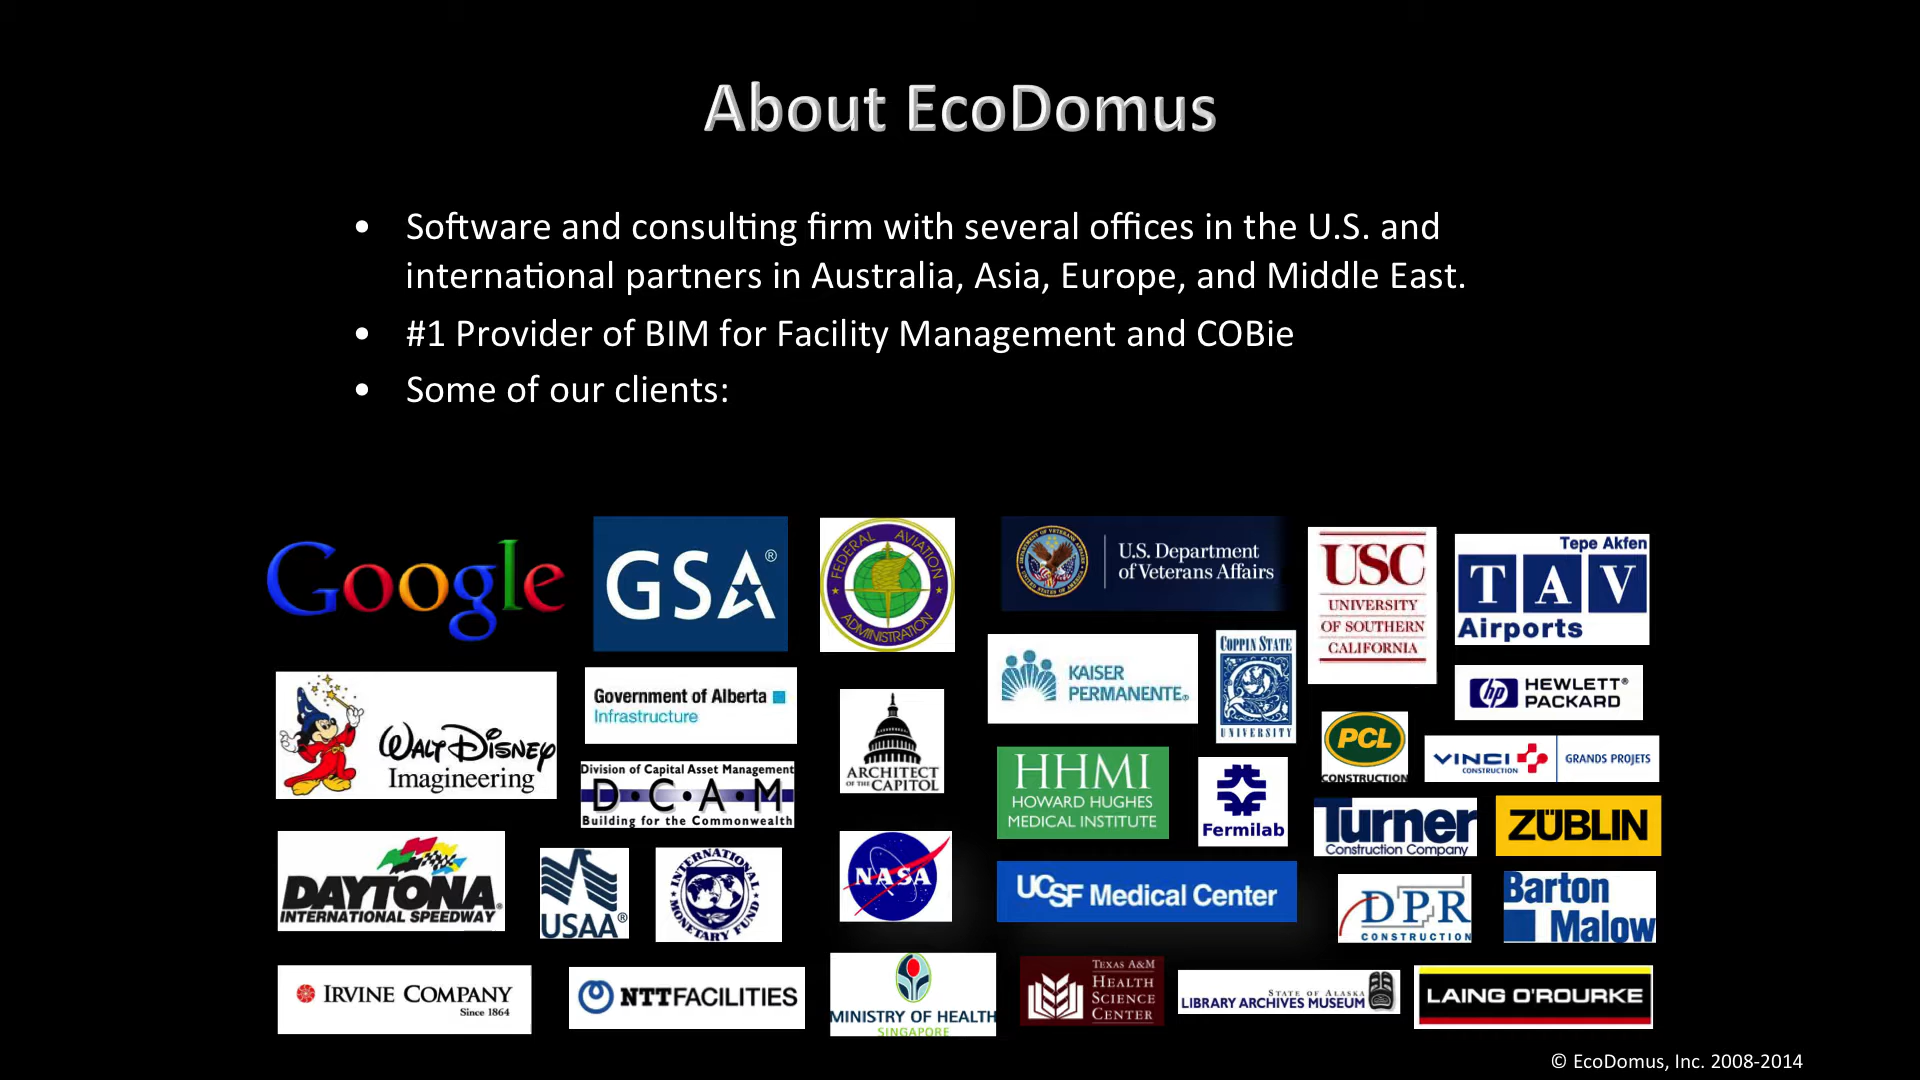 About EcoDomus
• Software and consulting firm with several offices in the U.S. and
international partners in Australia, Asia, Europe, and Middle East.
• #1 Provider of BIM for Facility Management and COBie
• Some of our clients:
Google
GSA®
FEDERAL AVIATION
ADMINISTRATION
U.S. Department
of Veterans Affairs
USC
UNIVERSITY
OF SOUTHERN
CALIFORNIA
Tepe Akfen
TAV
Airports
WALT DISNEY
Imagineering
Government of Alberta
Infrastructure
Division of Capital Asset Management
D•C•A•M
Building for the Commonwealth
ARCHITECT
OF THE CAPITOL
KAISER
PERMANENTE®
COPPIN STATE
UNIVERSITY
hp HEWLETT®
PACKARD
PCL
CONSTRUCTION
VINCI
CONSTRUCTION
GRANDS PROJETS
HHMI
HOWARD HUGHES
MEDICAL INSTITUTE
Fermilab
Turner
Construction Company
ZÜBLIN
DAYTONA
INTERNATIONAL SPEEDWAY®
USAA®
INTERNATIONAL
MONETARY FUND
NASA
UCSF Medical Center
DPR
CONSTRUCTION
Barton
Malow
IRVINE COMPANY
Since 1864
NTTFACILITIES
MINISTRY OF HEALTH
SINGAPORE
TEXAS A&M
HEALTH
SCIENCE
CENTER
STATE OF ALASKA
LIBRARY ARCHIVES MUSEUM
LAING O'ROURKE
© EcoDomus, Inc. 2008-2014